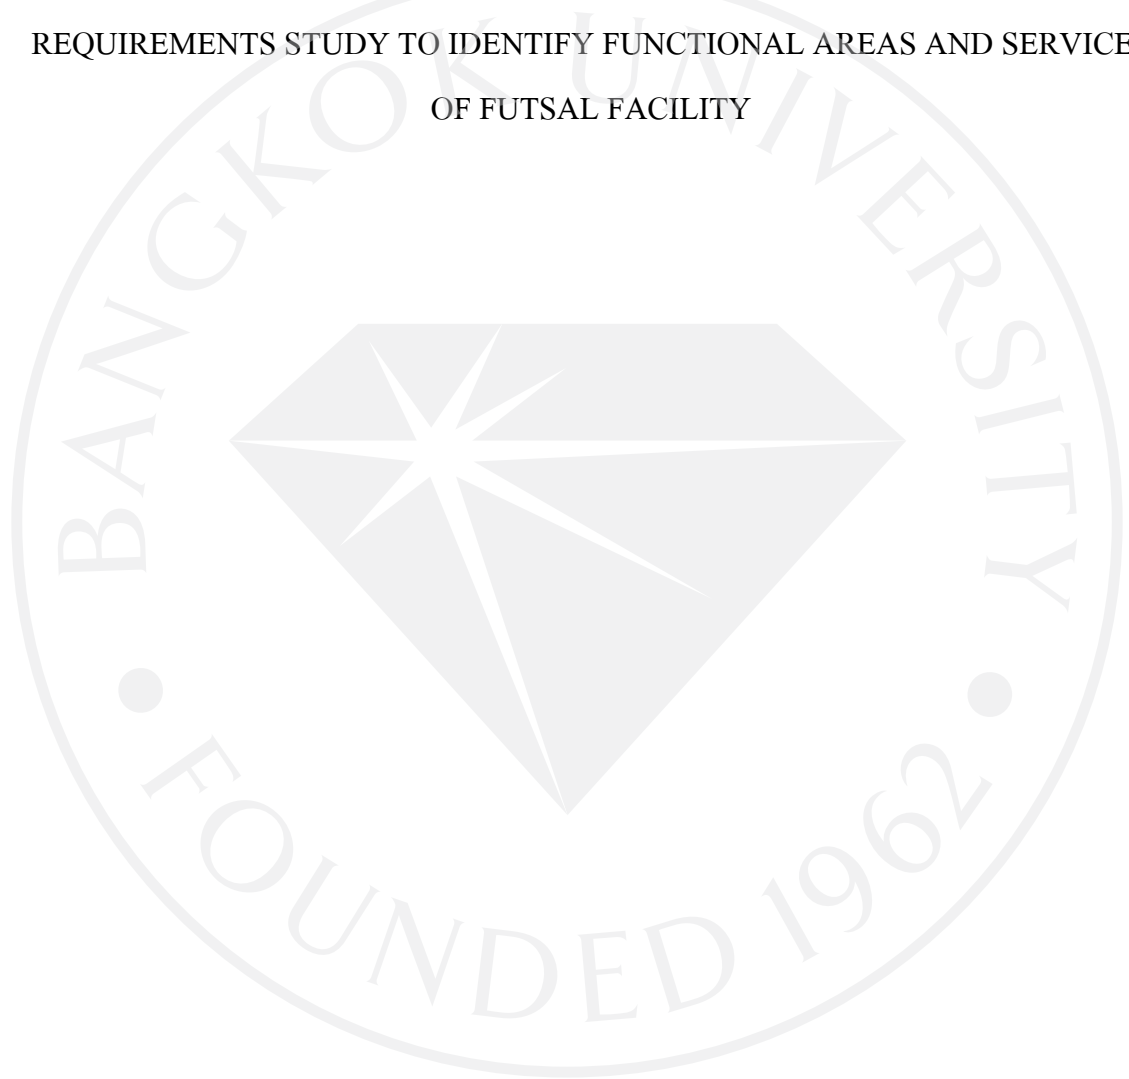 REQUIREMENTS STUDY TO IDENTIFY FUNCTIONAL AREAS AND SERVICE
OF FUTSAL FACILITY
BANGKOK UNIVERSITY
• FOUNDED 1962 •